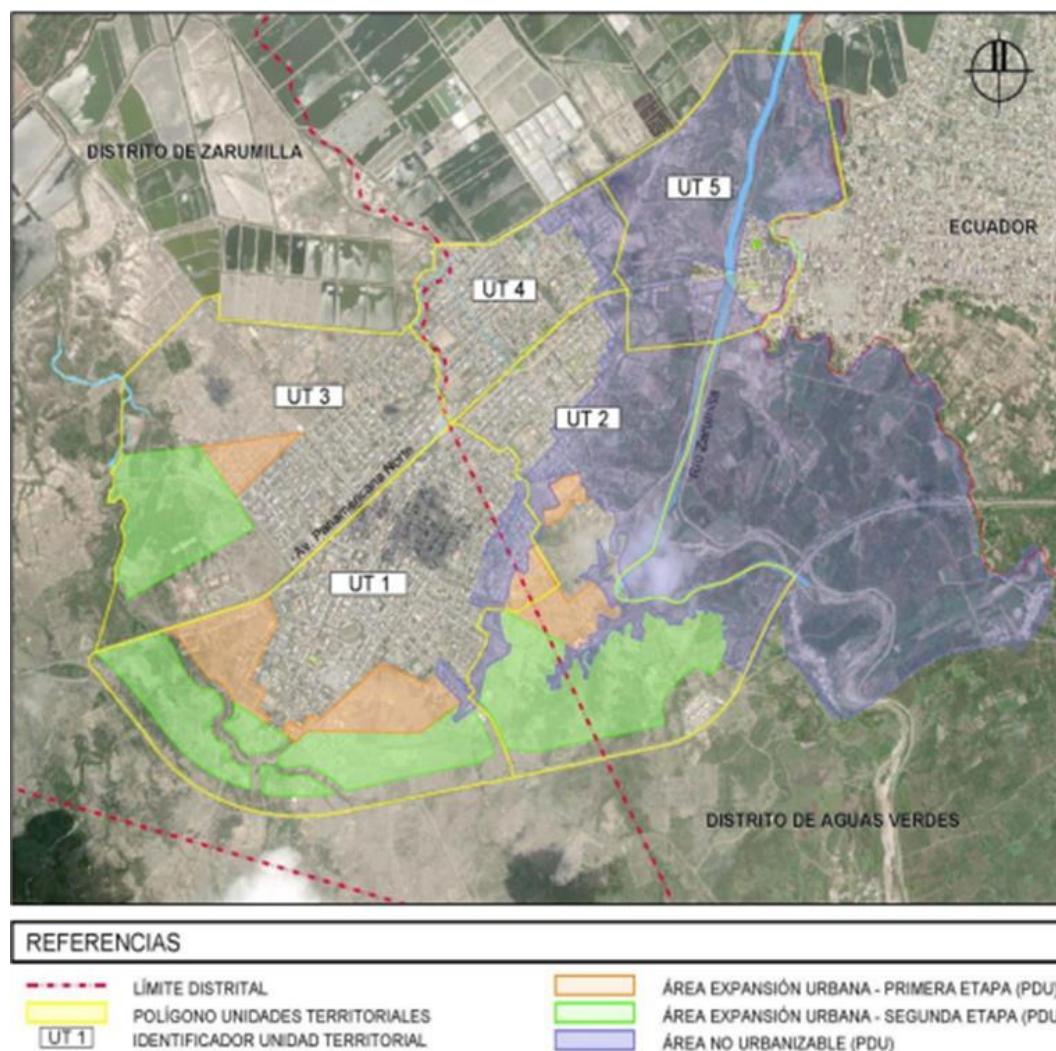 DISTRITO DE ZARUMILLA
UT 5
ECUADOR
UT 4
UT 3
UT 2
Río Zarumilla
Av. Panamericana Norte
UT 1
DISTRITO DE AGUAS VERDES
REFERENCIAS
LÍMITE DISTRITAL
POLÍGONO UNIDADES TERRITORIALES
UT 1 IDENTIFICADOR UNIDAD TERRITORIAL
ÁREA EXPANSIÓN URBANA - PRIMERA ETAPA (PDU)
ÁREA EXPANSIÓN URBANA - SEGUNDA ETAPA (PDU
ÁREA NO URBANIZABLE (PDU)